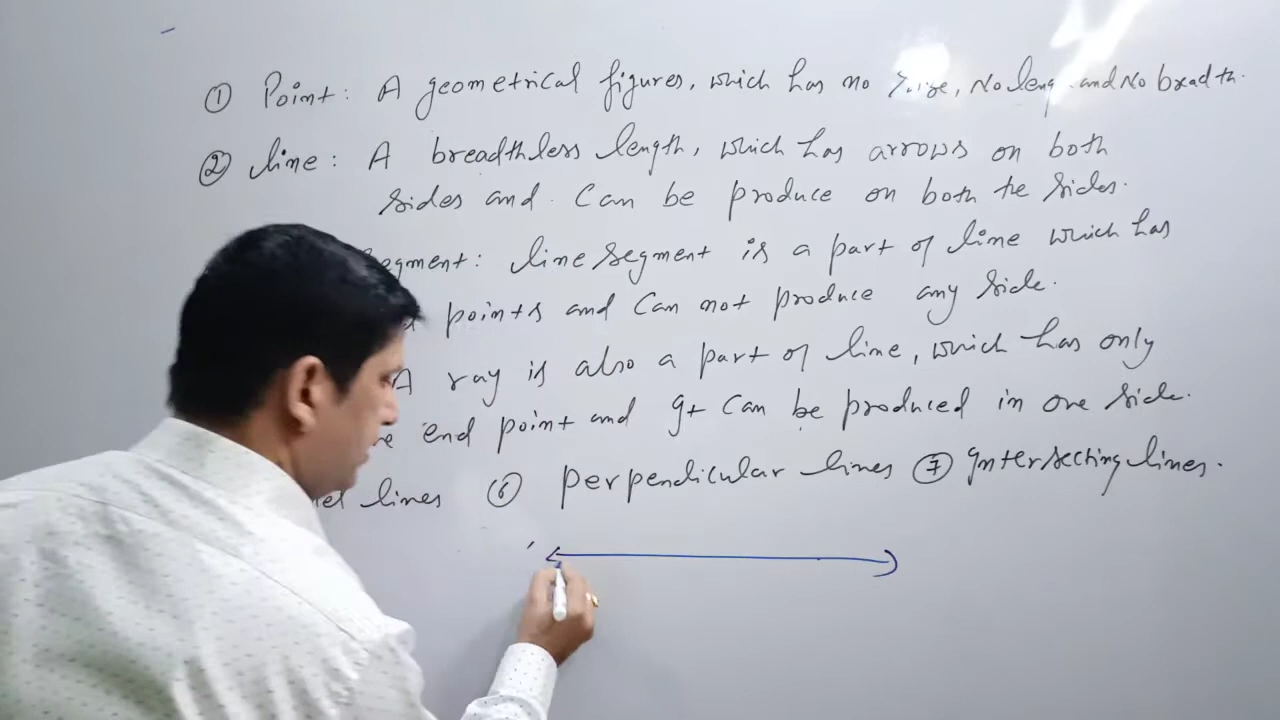 ① Point: A geometrical figures, which has no size, No leng and No breadth.
② line: A breadthless length, which has arrows on both
sides and. Can be produce on both the sides.
egment: line segment is a part of line which has
points and Can not produce any side.
A ray is also a part of line, which has only
end point and It Can be produced in one side.
lines ⑥ perpendicular lines ⑦ Intersecting lines.